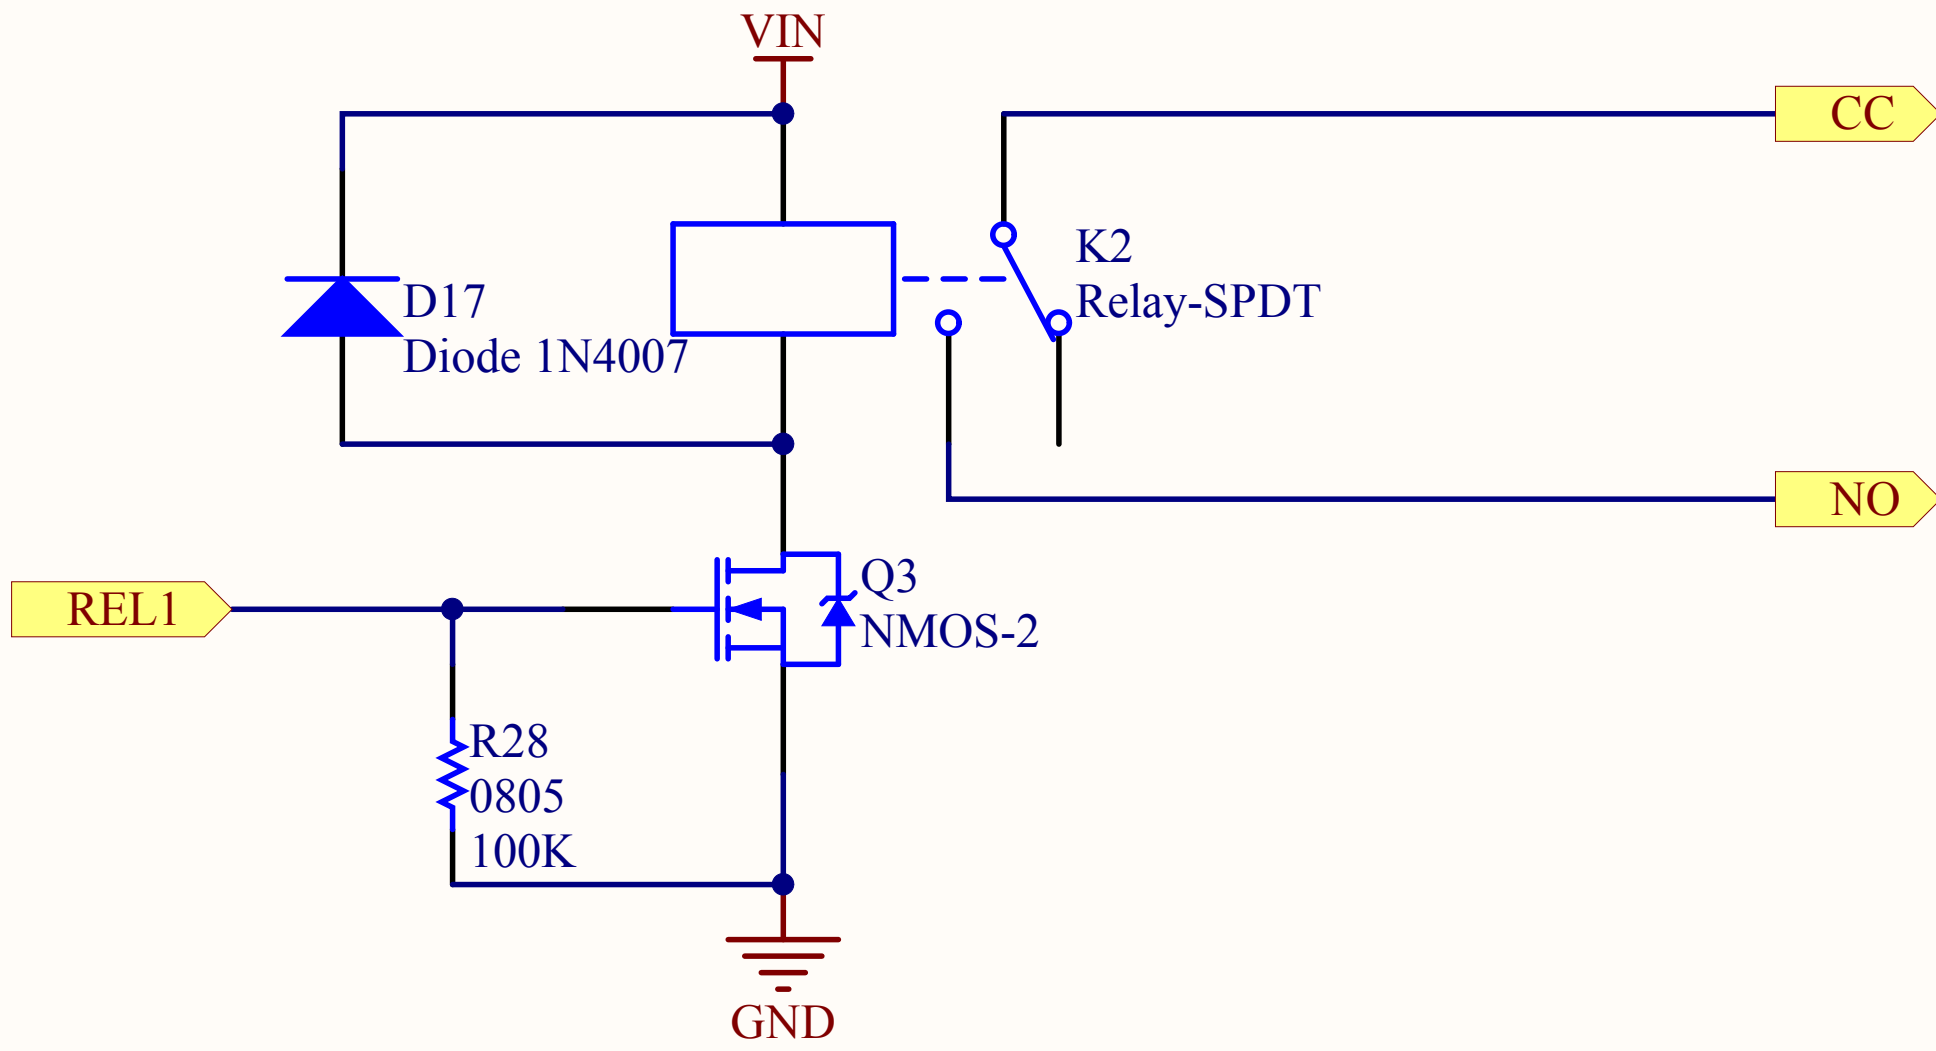 VIN
CC
K2
Relay-SPDT
D17
Diode 1N4007
NO
Q3
NMOS-2
REL1
R28
0805
100K
GND